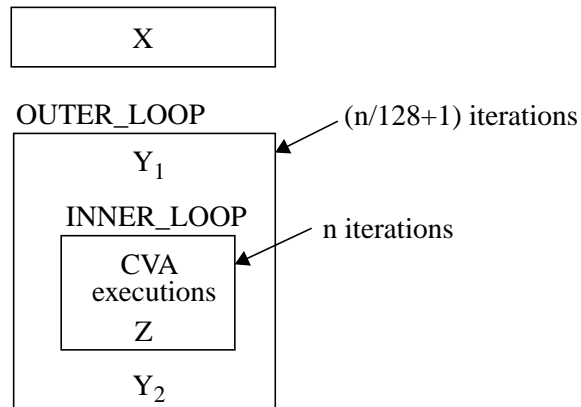 X
OUTER_LOOP
(n/128+1) iterations
Y1
INNER_LOOP
n iterations
CVA
executions
Z
Y2